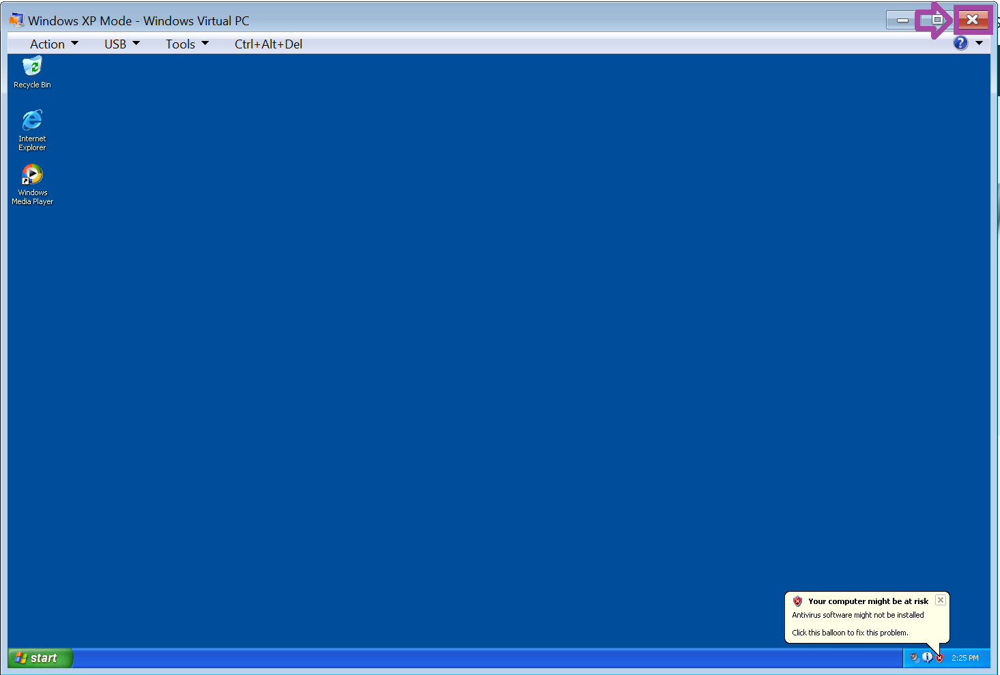 Windows XP Mode - Windows Virtual PC
Action USB Tools Ctrl+Alt+Del
Recycle Bin
Internet
Explorer
Windows
Media Player
Your computer might be at risk
Antivirus software might not be installed
Click this balloon to fix this problem.
start
2:25 PM